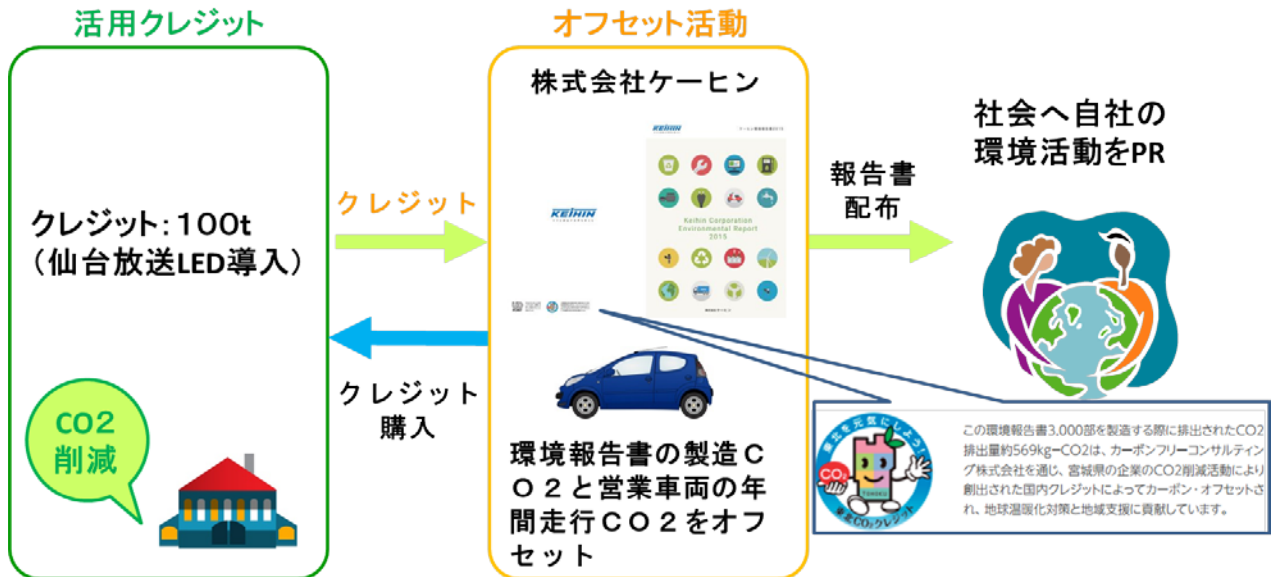 活用クレジット
クレジット：１００ｔ
（仙台放送LED導入）
CO２
削減
クレジット
クレジット
購入
オフセット活動
株式会社ケーヒン
KEIHIN
KEIHIN
Keihin Corporation
Environmental Report
2015
環境報告書の製造Ｃ
Ｏ２と営業車両の年
間走行ＣＯ２をオフ
セット
報告書
配布
社会へ自社の
環境活動をPR
東北を元気にしよう！
CO₂
TOHOKU
東北CO₂クレジット
この環境報告書3,000部を製造する際に排出されたCO2
排出量約569kg−CO2は、カーボンフリーコンサルティン
グ株式会社を通じ、宮城県の企業のCO2削減活動により
創出された国内クレジットによってカーボン・オフセットさ
れ、地球温暖化対策と地域支援に貢献しています。